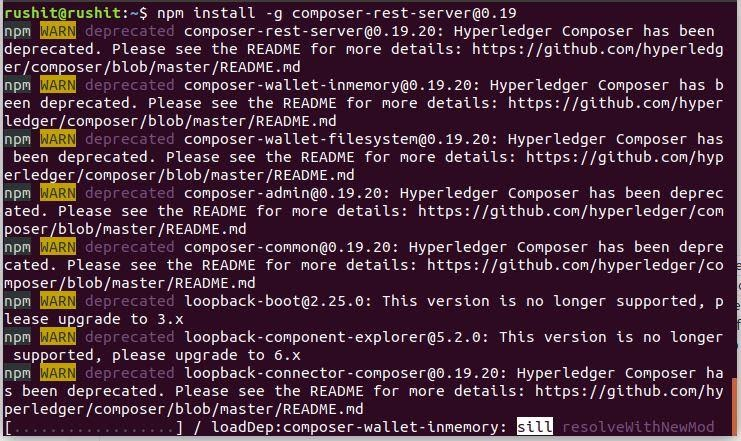 rushit@rushit:~$ npm install -g composer-rest-server@0.19
npm WARN deprecated composer-rest-server@0.19.20: Hyperledger Composer has been
deprecated. Please see the README for more details: https://github.com/hyperledg
er/composer/blob/master/README.md
npm WARN deprecated composer-wallet-inmemory@0.19.20: Hyperledger Composer has b
een deprecated. Please see the README for more details: https://github.com/hyper
ledger/composer/blob/master/README.md
npm WARN deprecated composer-wallet-filesystem@0.19.20: Hyperledger Composer has
 been deprecated. Please see the README for more details: https://github.com/hyp
erledger/composer/blob/master/README.md
npm WARN deprecated composer-admin@0.19.20: Hyperledger Composer has been deprec
ated. Please see the README for more details: https://github.com/hyperledger/com
poser/blob/master/README.md
npm WARN deprecated composer-common@0.19.20: Hyperledger Composer has been depre
cated. Please see the README for more details: https://github.com/hyperledger/co
mposer/blob/master/README.md
npm WARN deprecated loopback-boot@2.25.0: This version is no longer supported, p
lease upgrade to 3.x
npm WARN deprecated loopback-component-explorer@5.2.0: This version is no longer
 supported, please upgrade to 6.x
npm WARN deprecated loopback-connector-composer@0.19.20: Hyperledger Composer ha
s been deprecated. Please see the README for more details: https://github.com/hy
perledger/composer/blob/master/README.md
[..................] / loadDep:composer-wallet-inmemory: sill resolveWithNewMod